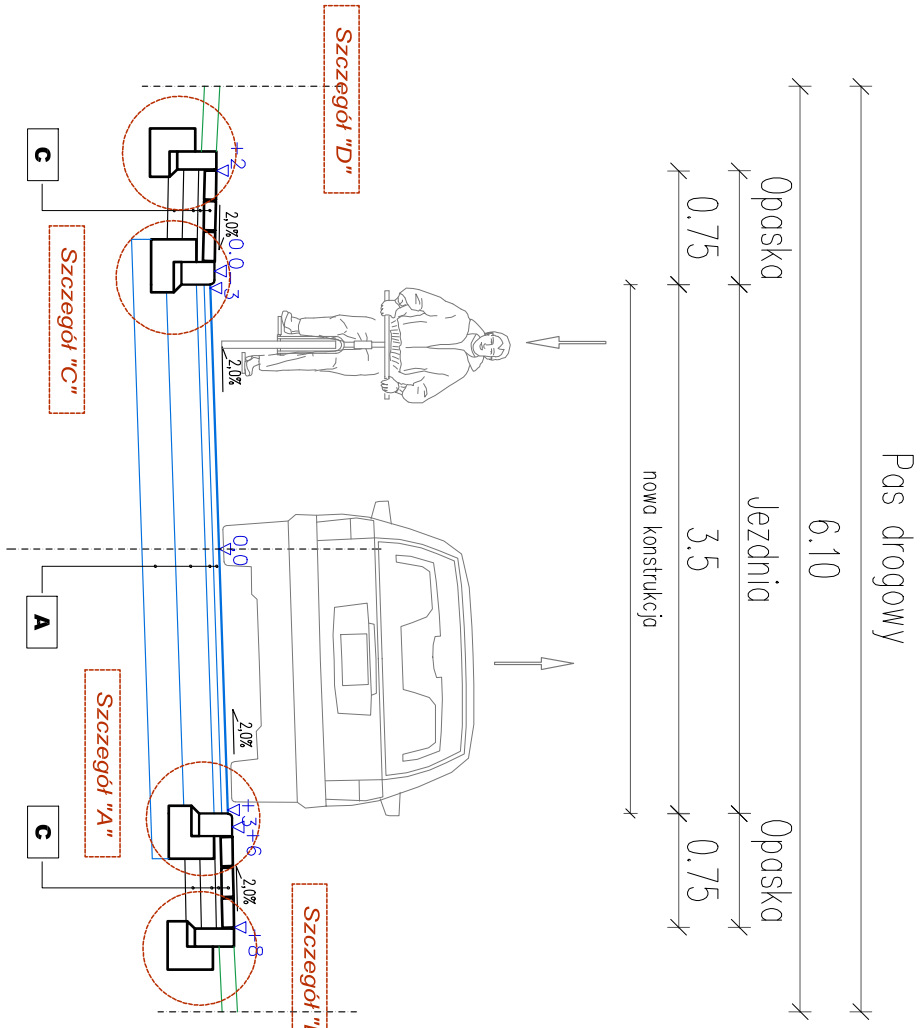 Pas drogowy
6.10
Opaska
Jezdnia
Opaska
0.75
3.5
0.75
nowa konstrukcja
Szczegół "D"
+2
2,0%
0.0
-3
2,0%
0.0
2,0%
+3
+6
2,0%
+8
C
A
C
Szczegół "C"
Szczegół "A"
Szczegół